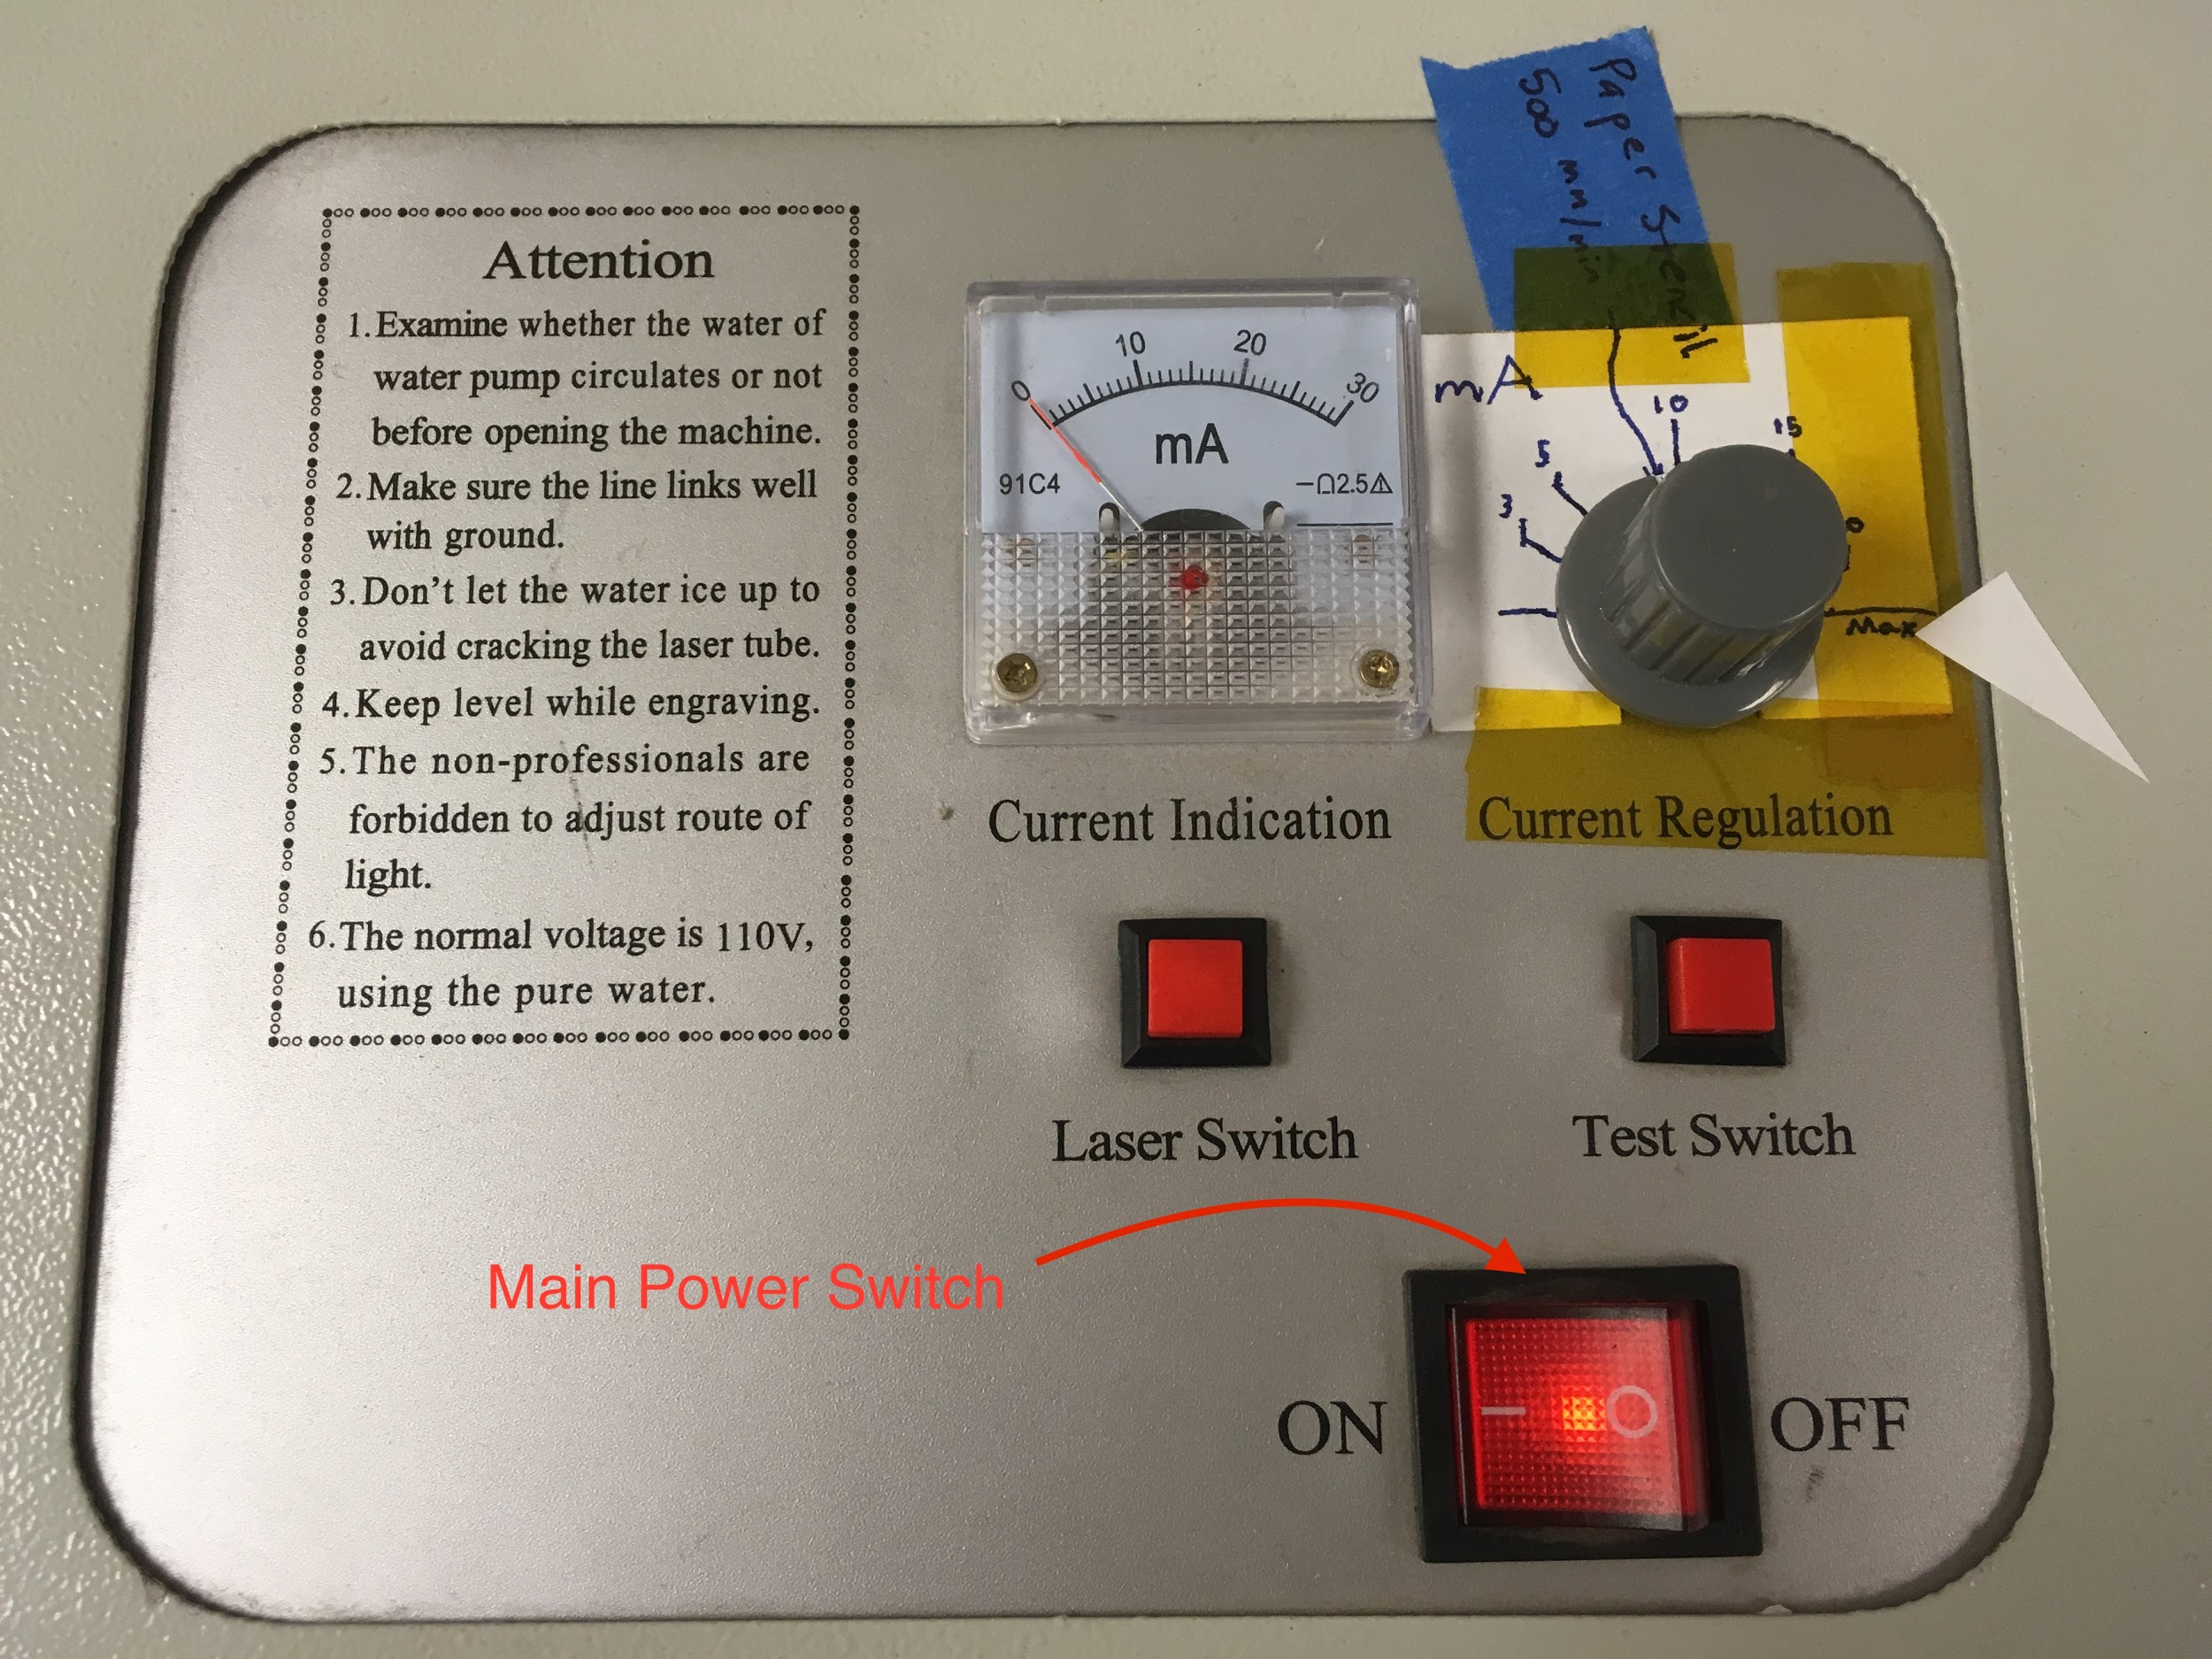 Attention
1.Examine whether the water of
water pump circulates or not
before opening the machine.
2.Make sure the line links well
with ground.
3.Don't let the water ice up to
avoid cracking the laser tube.
4.Keep level while engraving.
5.The non-professionals are
forbidden to adjust route of
light.
6.The normal voltage is 110V,
using the pure water.
Paper Stencil
500 mm/min
0 10 20 30
mA
91C4
2.5
mA
3
5
10
15
0
Max
Current Indication
Current Regulation
Laser Switch
Test Switch
Main Power Switch
ON
OFF